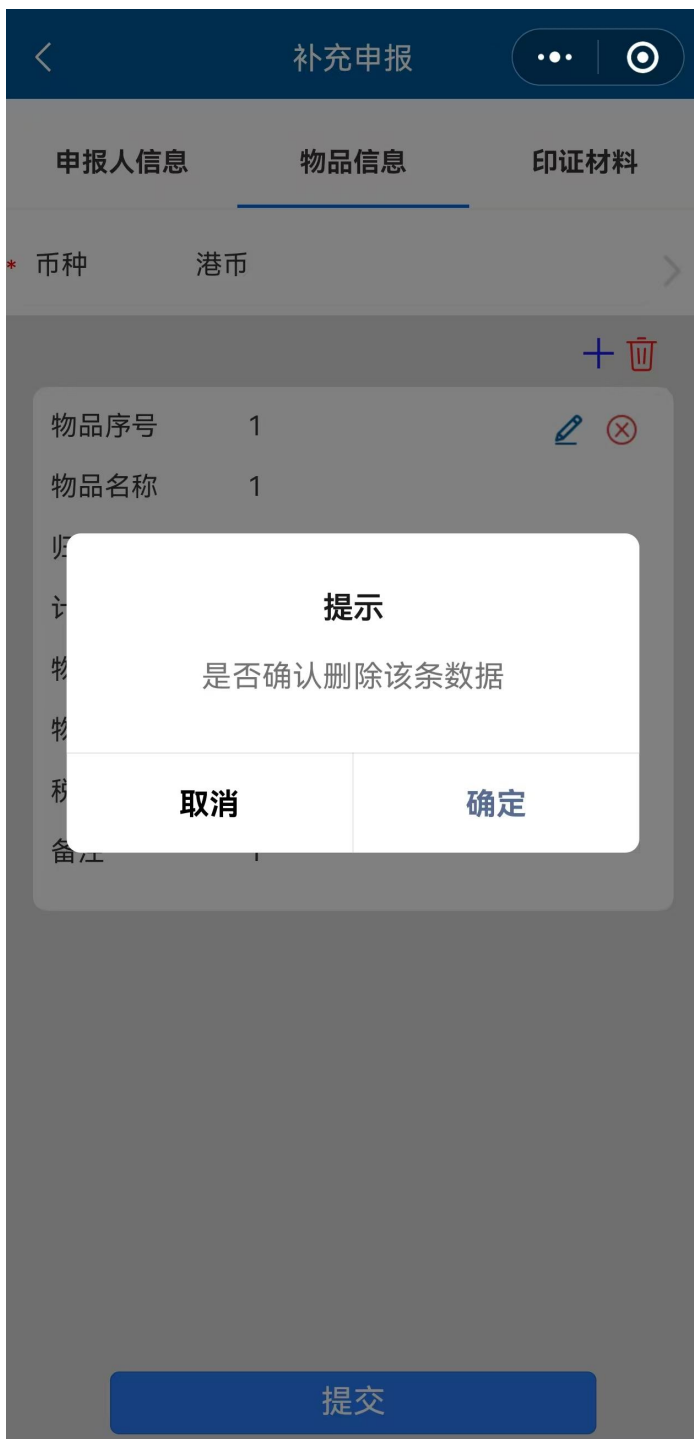 补充申报
申报人信息 物品信息 印证材料
* 币种 港币
物品序号 1
物品名称 1
提示
是否确认删除该条数据
取消 确定
备注
提交